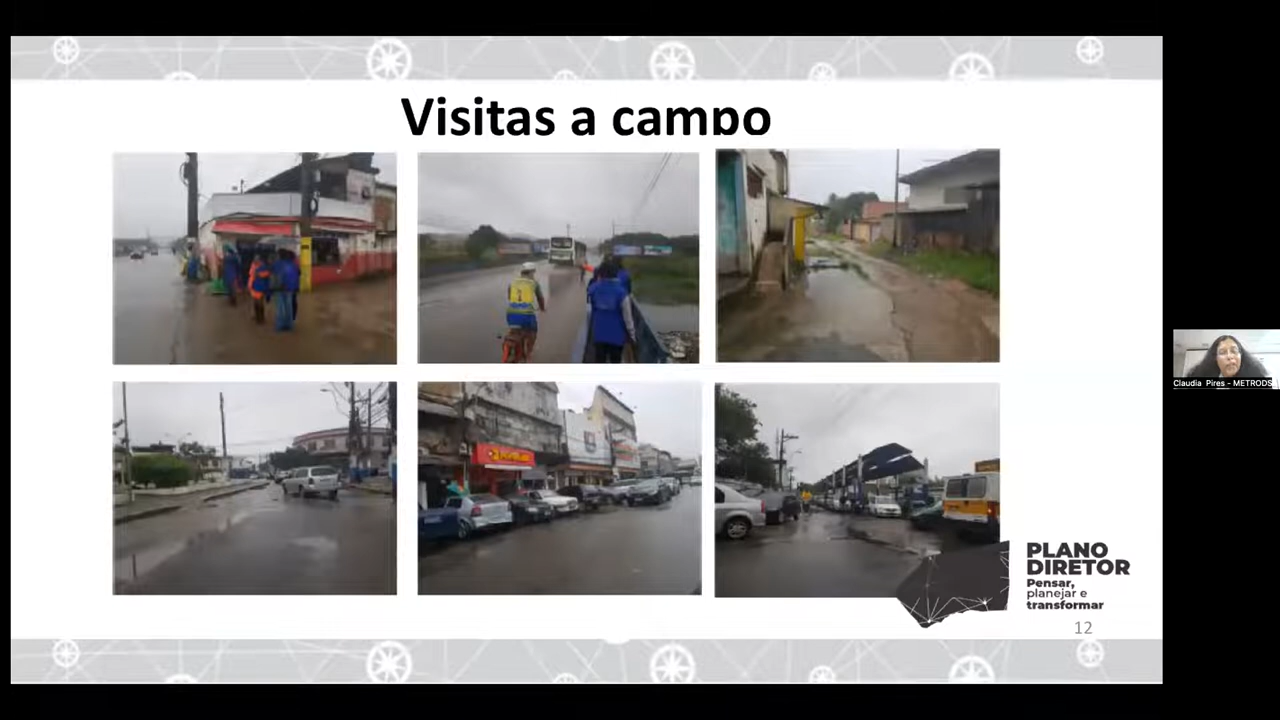 Visitas a campo
PLANO
DIRETOR
Pensar,
planejar e
transformar
12
Claudia Pires - METRODS